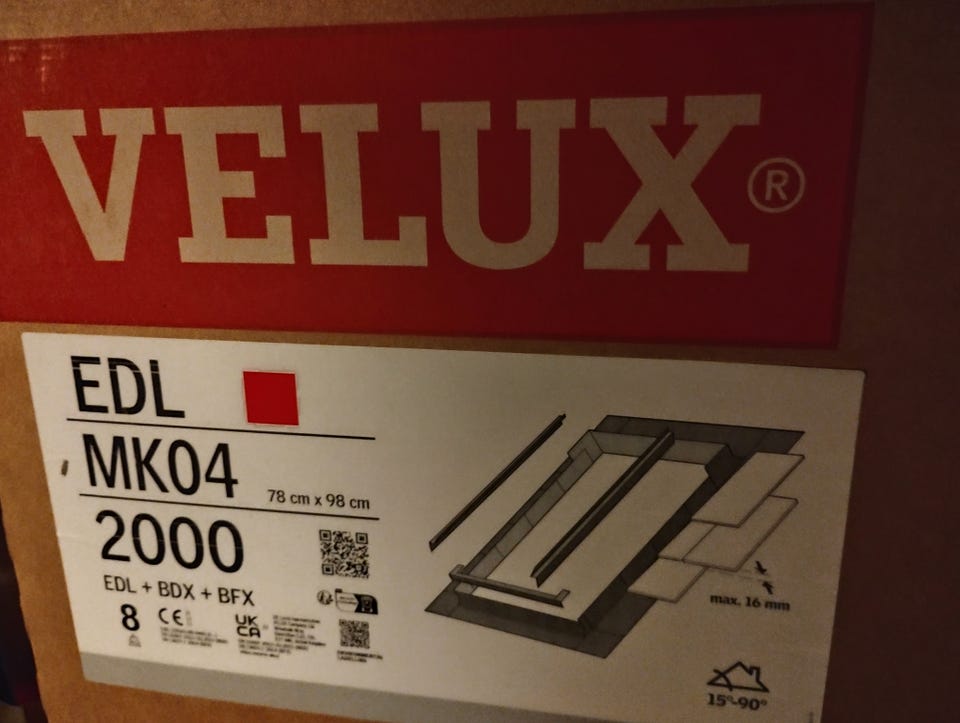 VELUX®
EDL
MK04
78 cm x 98 cm
2000
EDL + BDX + BFX
8
CE
UK
CA
max. 16 mm
15°-90°